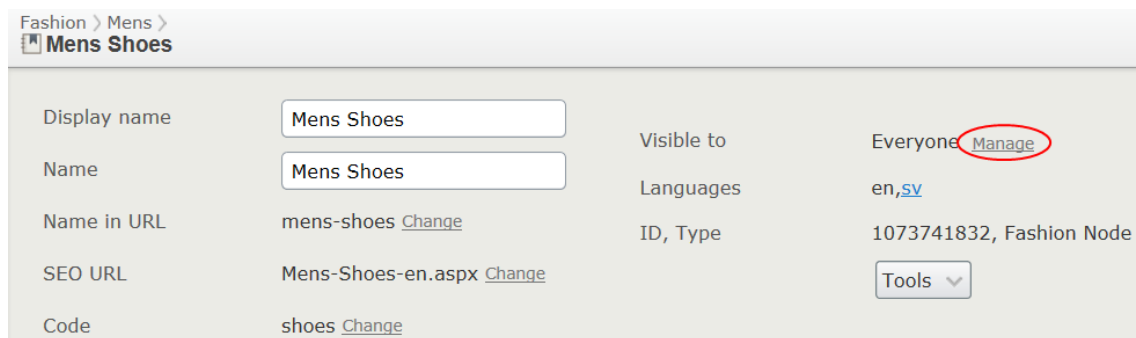 Fashion > Mens >
Mens Shoes
Display name Mens Shoes
Name Mens Shoes
Name in URL mens-shoes Change
SEO URL Mens-Shoes-en.aspx Change
Code shoes Change
Visible to Everyone Manage
Languages en,sv
ID, Type 1073741832, Fashion Node
Tools